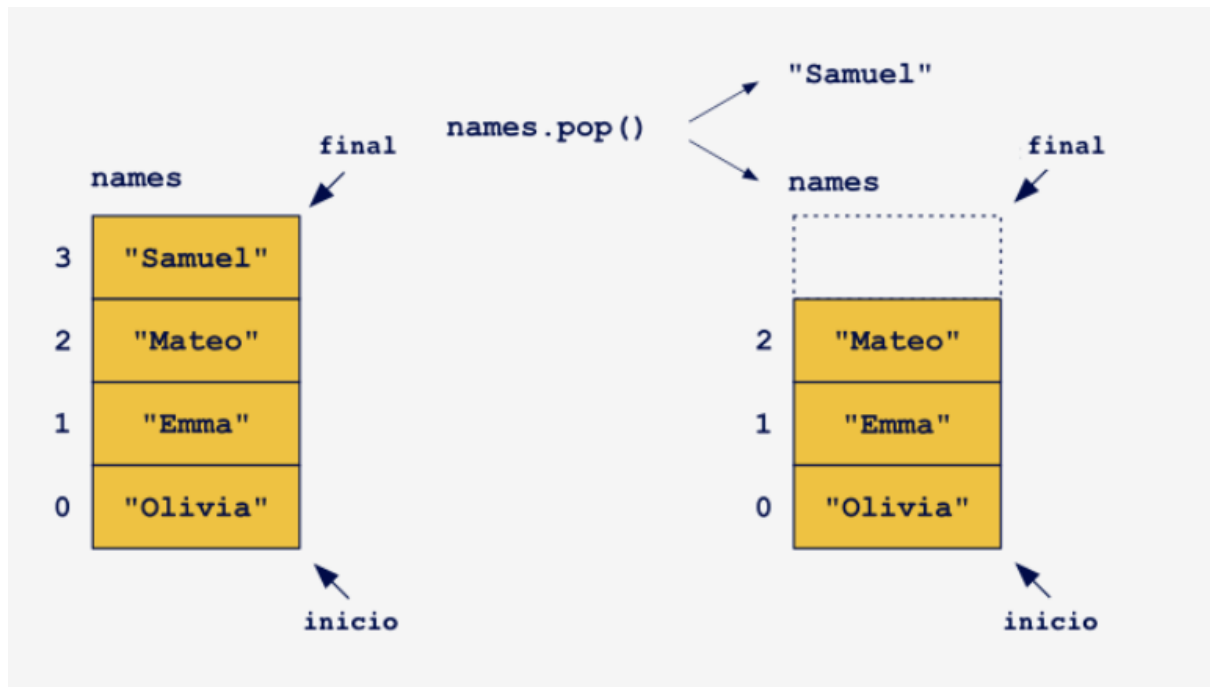 "Samuel"
names.pop()
final
names
3 "Samuel"
2 "Mateo"
1 "Emma"
0 "Olivia"
inicio
final
names
2 "Mateo"
1 "Emma"
0 "Olivia"
inicio